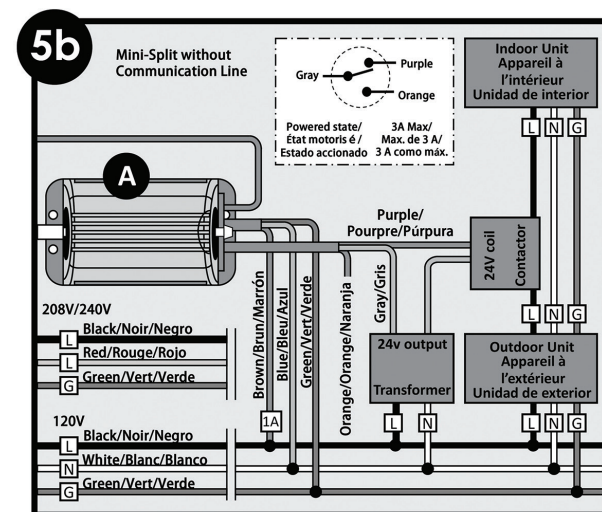 5b
Mini-Split without
Communication Line
Gray
Purple
Orange
Powered state/
État motoris é /
Estado accionado
3A Max/
Max. de 3 A/
3 A como máx.
Indoor Unit
Appareil à
l’intérieur
Unidad de interior
L N G
A
Purple/
Pourpre/Púrpura
24V coil
Contactor
L N G
208V/240V
L Black/Noir/Negro
L Red/Rouge/Rojo
G Green/Vert/Verde
Brown/Brun/Marrón
Blue/Bleu/Azul
Green/Vert/Verde
Orange/Orange/Naranja
Gray/Gris
24v output
Transformer
Outdoor Unit
Appareil à
l’extérieur
Unidad de exterior
1A
L N
L N G
120V
L Black/Noir/Negro
N White/Blanc/Blanco
G Green/Vert/Verde